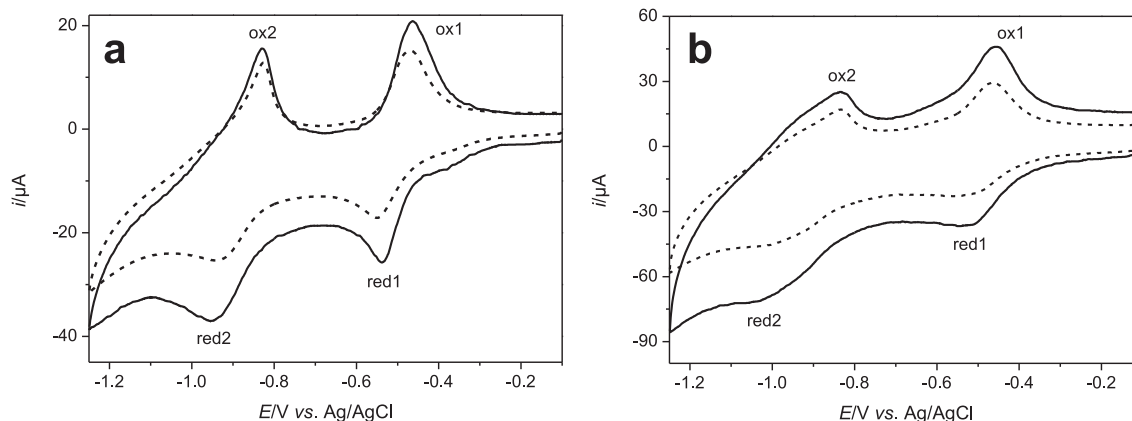 a
ox2
ox1
red2
red1
20
0
-20
-40
i/µA
-1.2 -1.0 -0.8 -0.6 -0.4 -0.2
E/V vs. Ag/AgCl
b
ox2
ox1
red2
red1
60
30
0
-30
-60
-90
i/µA
-1.2 -1.0 -0.8 -0.6 -0.4 -0.2
E/V vs. Ag/AgCl